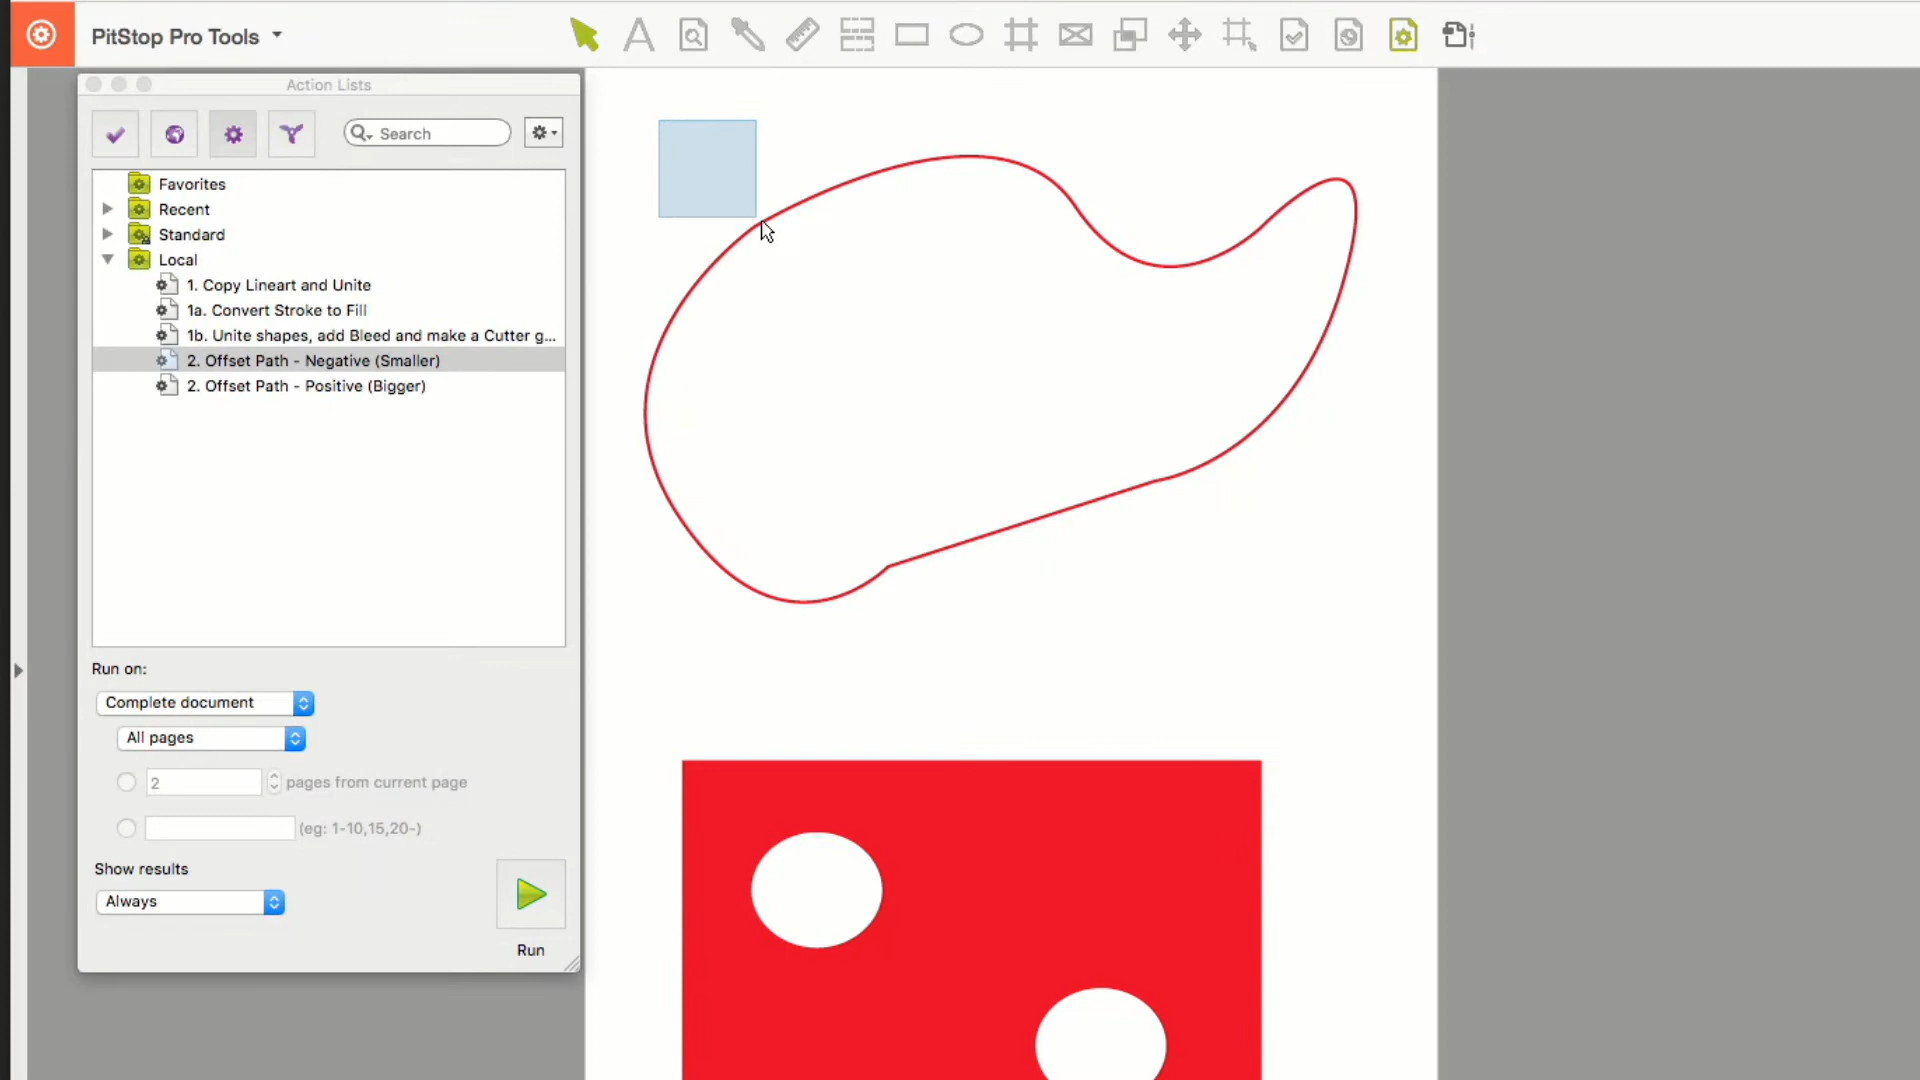 PitStop Pro Tools
Action Lists
Search
Favorites
Recent
Standard
Local
1. Copy Lineart and Unite
1a. Convert Stroke to Fill
1b. Unite shapes, add Bleed and make a Cutter g...
2. Offset Path - Negative (Smaller)
2. Offset Path - Positive (Bigger)
Run on:
Complete document
All pages
2 pages from current page
(eg: 1-10,15,20-)
Show results
Always
Run